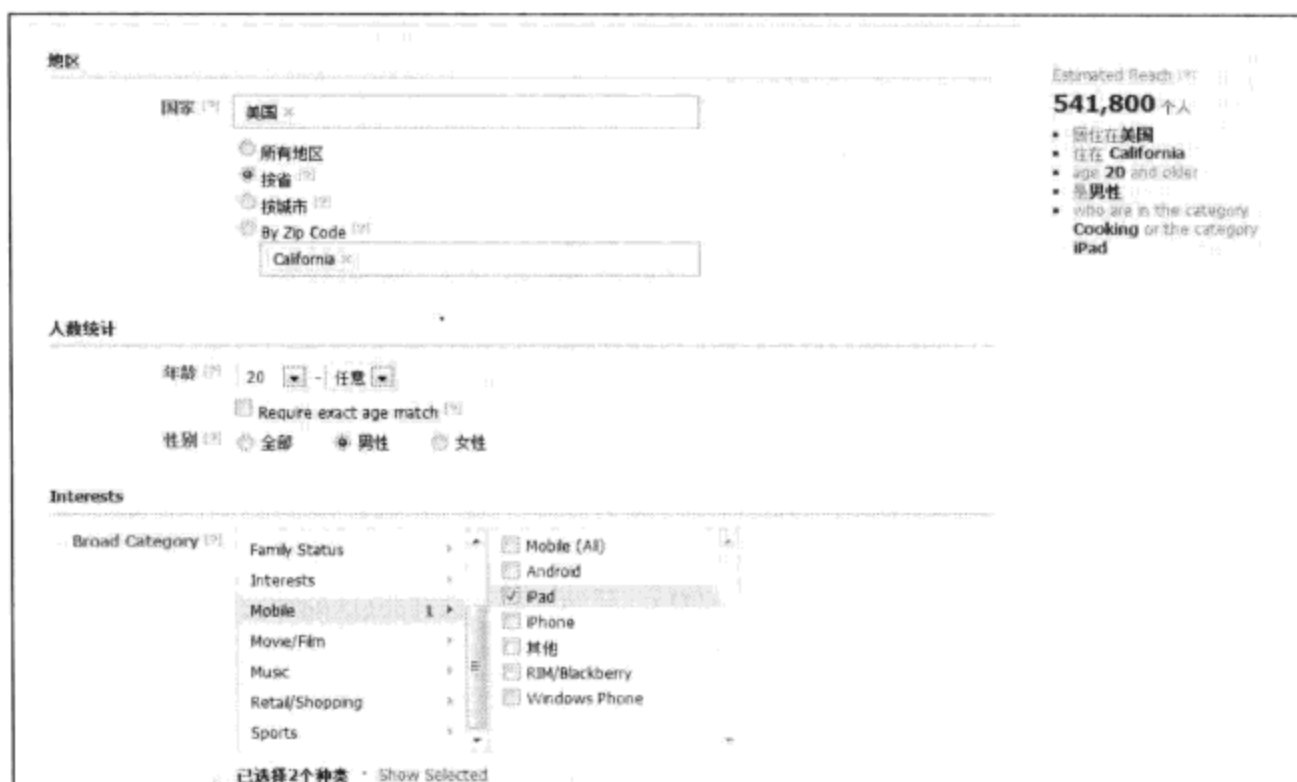 地区
国家 [?] 美国 ×
所有地区
按省 [?]
按城市 [?]
By Zip Code [?]
California ×
人数统计
年龄 [?] 20 - 任意
Require exact age match [?]
性别 [?] 全部 男性 女性
Interests
Broad Category [?]
Family Status
Interests
Mobile 1
Movie/Film
Music
Retail/Shopping
Sports
Mobile (All)
Android
iPad
iPhone
其他
RIM/Blackberry
Windows Phone
已选择2个种类 · Show Selected
Estimated Reach [?]
541,800 个人
居住在美国
住在 California
age 20 and older
是男性
who are in the category
Cooking or the category
iPad